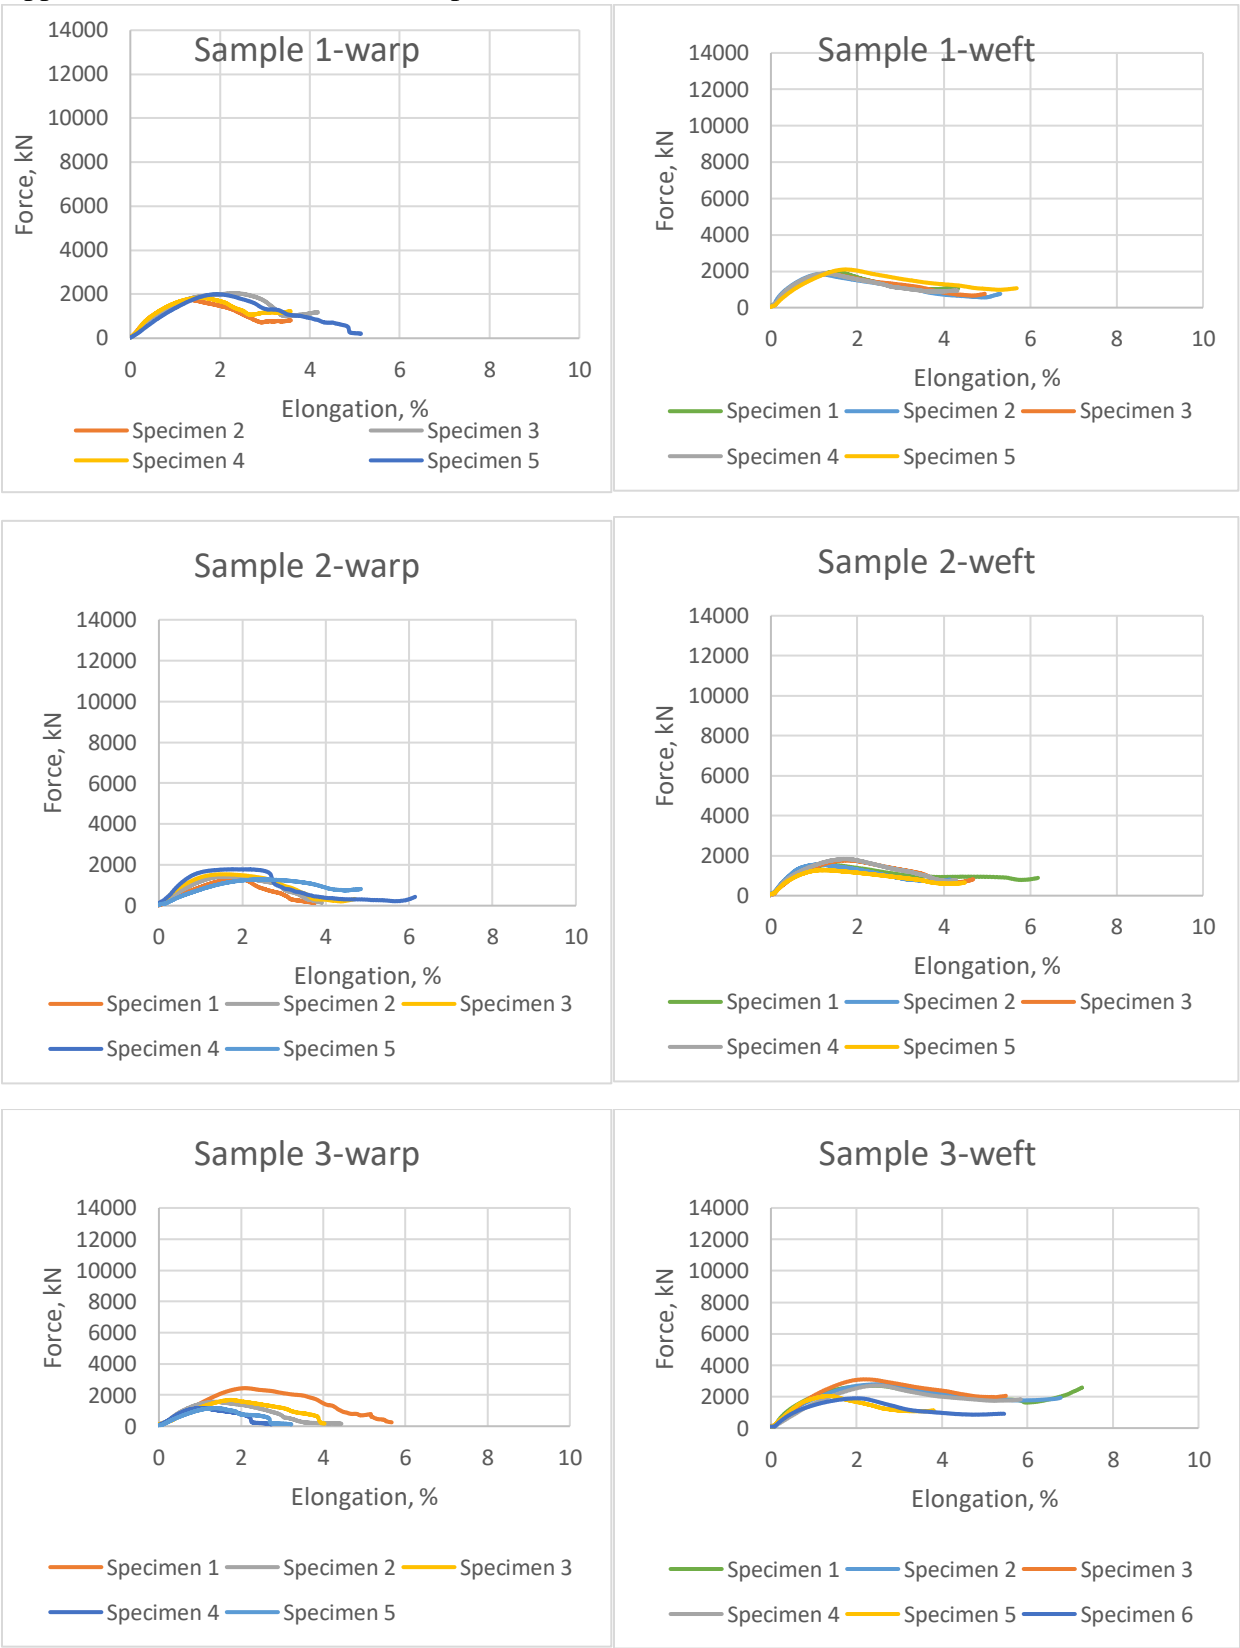 Sample 1-warp
14000
12000
10000
8000
6000
4000
2000
0
Force, kN
0 2 4 6 8 10
Elongation, %
Specimen 2 Specimen 3
Specimen 4 Specimen 5
Sample 1-weft
14000
12000
10000
8000
6000
4000
2000
0
Force, kN
0 2 4 6 8 10
Elongation, %
Specimen 1 Specimen 2 Specimen 3
Specimen 4 Specimen 5
Sample 2-warp
14000
12000
10000
8000
6000
4000
2000
0
Force, kN
0 2 4 6 8 10
Elongation, %
Specimen 1 Specimen 2 Specimen 3
Specimen 4 Specimen 5
Sample 2-weft
14000
12000
10000
8000
6000
4000
2000
0
Force, kN
0 2 4 6 8 10
Elongation, %
Specimen 1 Specimen 2 Specimen 3
Specimen 4 Specimen 5
Sample 3-warp
14000
12000
10000
8000
6000
4000
2000
0
Force, kN
0 2 4 6 8 10
Elongation, %
Specimen 1 Specimen 2 Specimen 3
Specimen 4 Specimen 5
Sample 3-weft
14000
12000
10000
8000
6000
4000
2000
0
Force, kN
0 2 4 6 8 10
Elongation, %
Specimen 1 Specimen 2 Specimen 3
Specimen 4 Specimen 5 Specimen 6